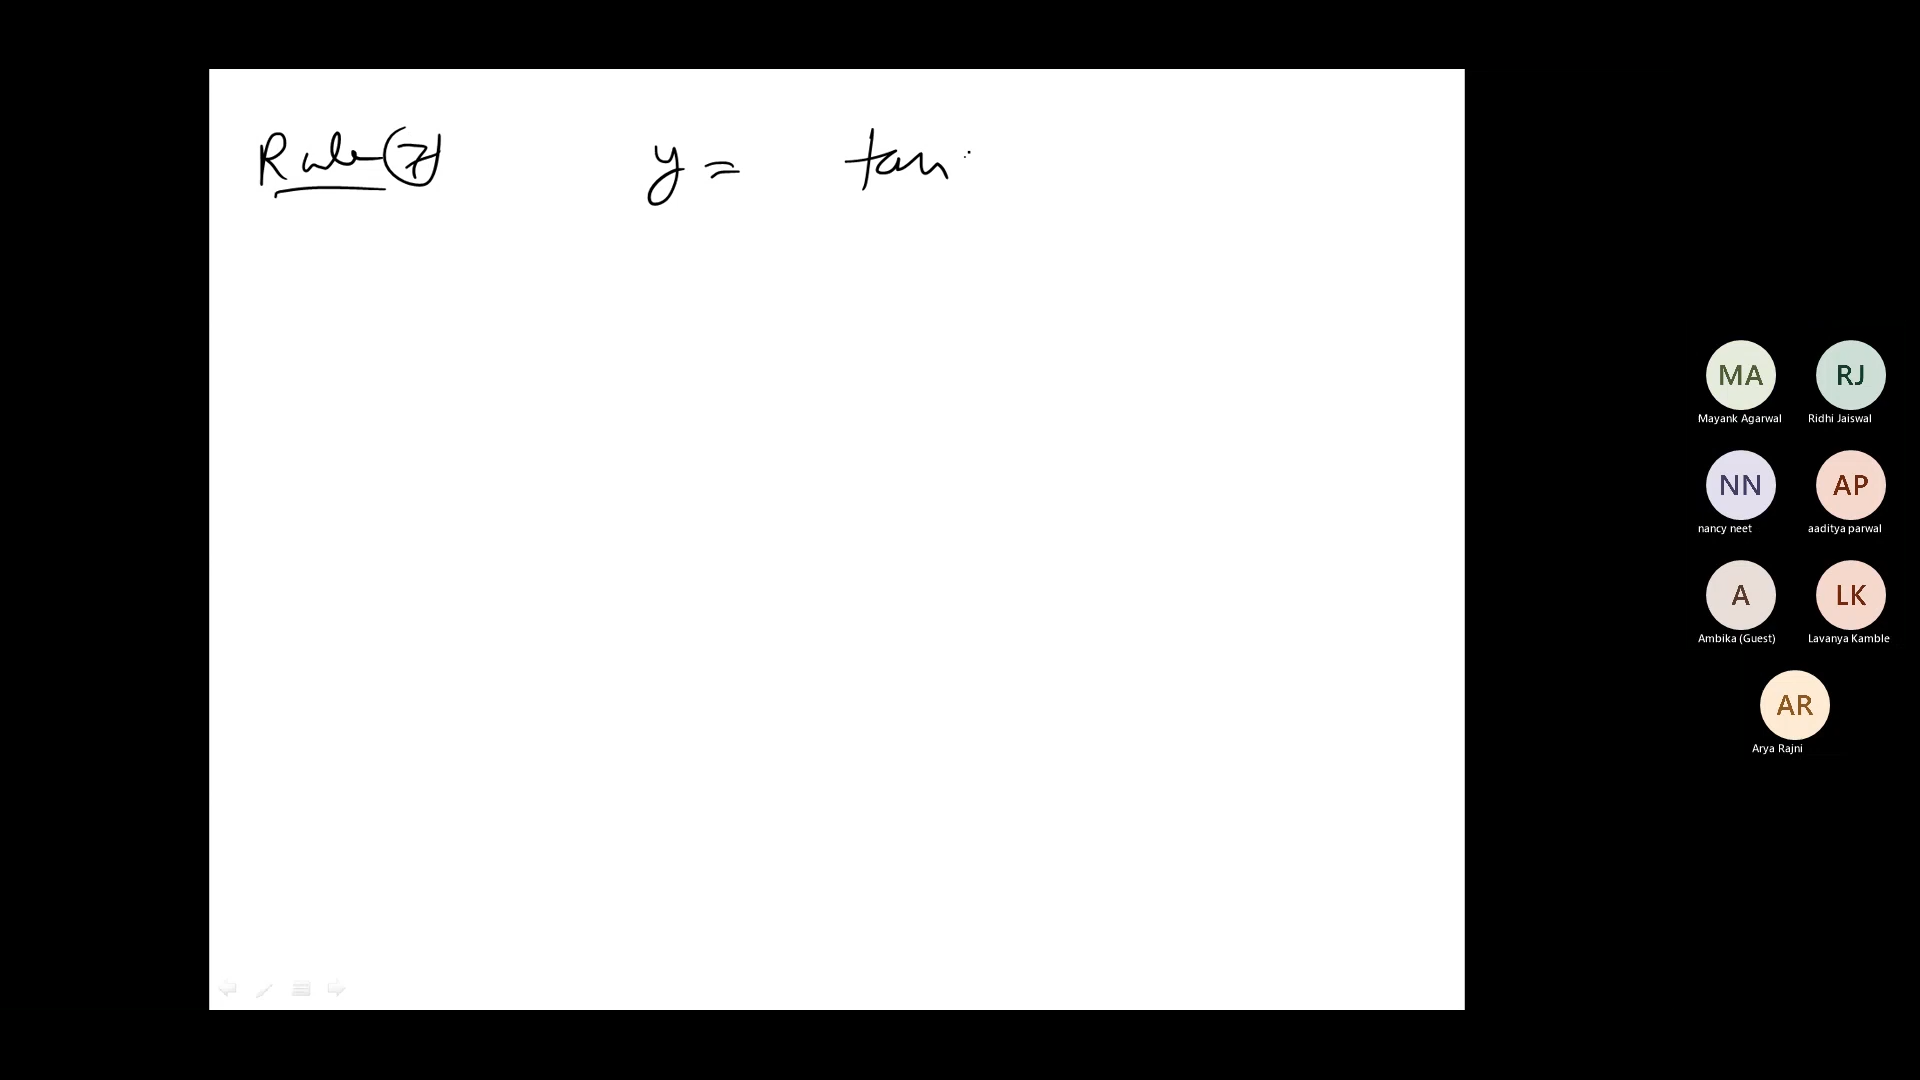 Rule (7) y = tan
MA RJ
Mayank Agarwal Ridhi Jaiswal
NN AP
nancy neet aaditya parwal
A LK
Ambika (Guest) Lavanya Kamble
AR
Arya Rajni